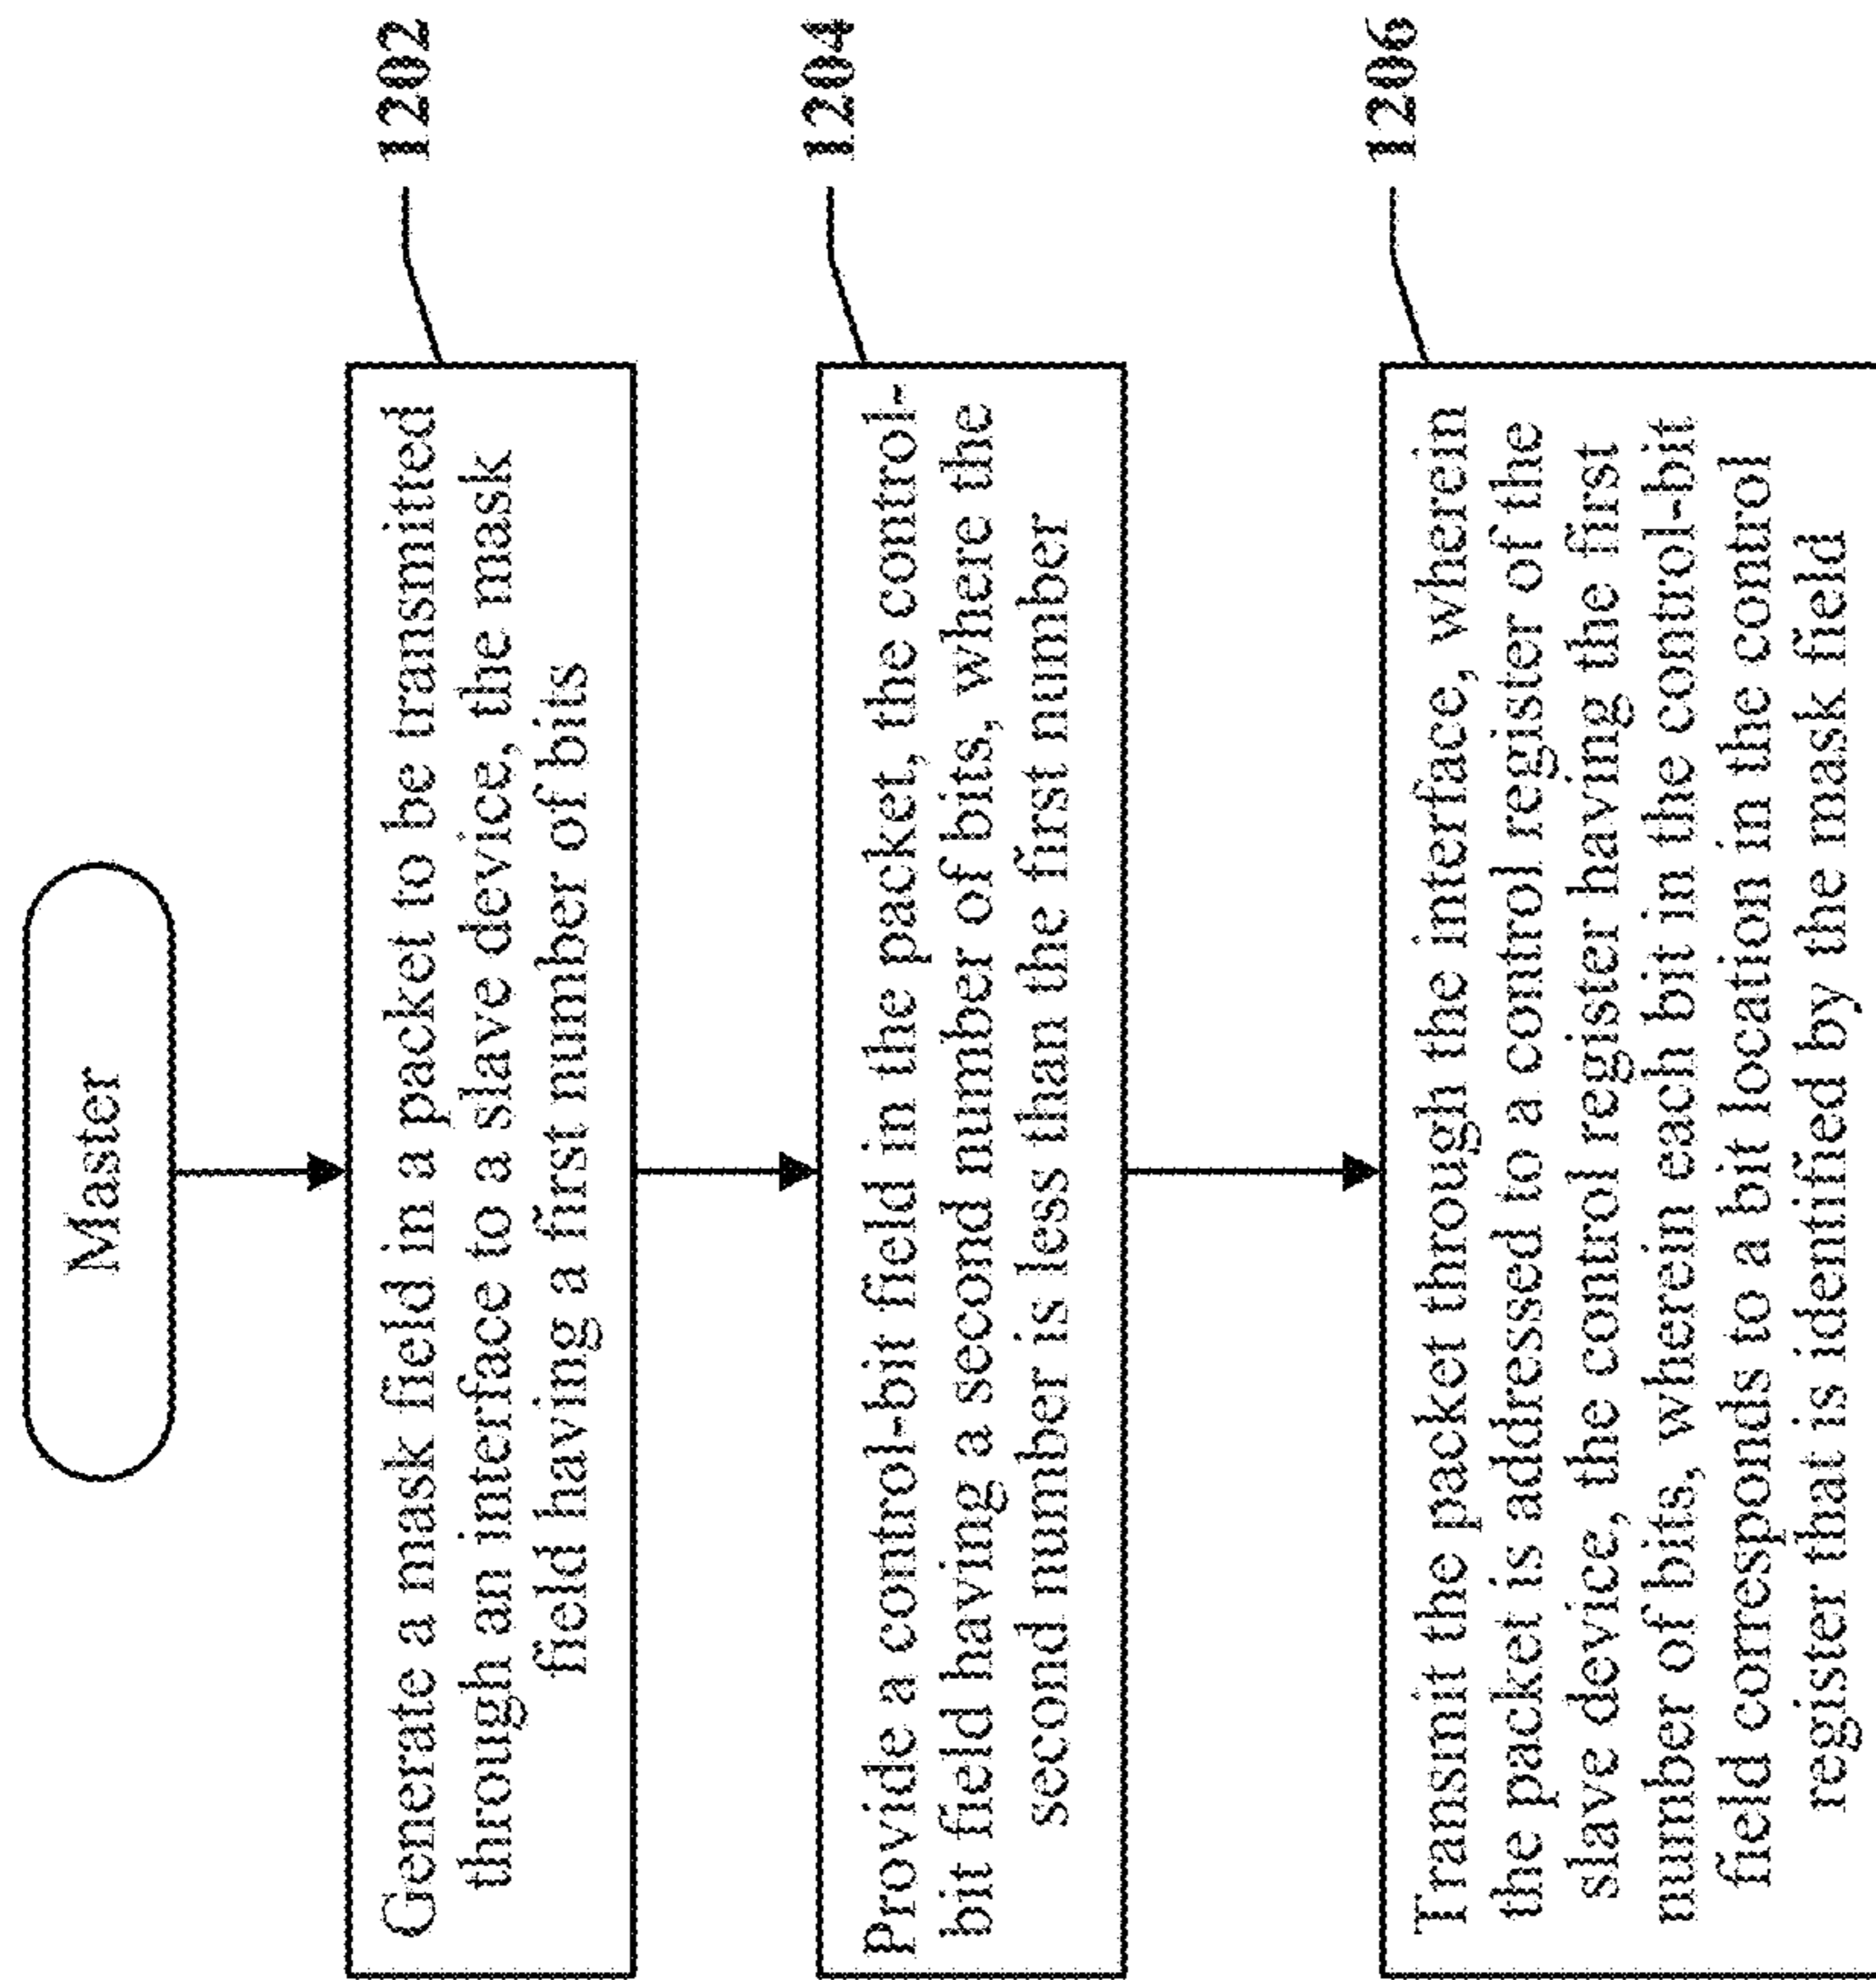 Master
1202
Generate a mask field in a packet to be transmitted
through an interface to a slave device, the mask
field having a first number of bits
1204
Provide a control-bit field in the packet, the control-
bit field having a second number of bits, where the
second number is less than the first number
1206
Transmit the packet through the interface, wherein
the packet is addressed to a control register of the
slave device, the control register having the first
number of bits, wherein each bit in the control-bit
field corresponds to a bit location in the control
register that is identified by the mask field